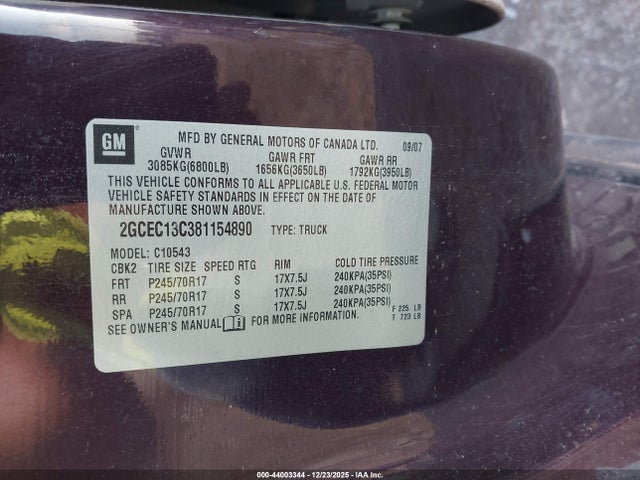 GM
MFD BY GENERAL MOTORS OF CANADA LTD. 09/07
GVWR GAWR FRT GAWR RR
3085KG(6800LB) 1656KG(3650LB) 1792KG(3950LB)
THIS VEHICLE CONFORMS TO ALL APPLICABLE U.S. FEDERAL MOTOR
VEHICLE SAFETY STANDARDS IN EFFECT ON THE DATE OF
MANUFACTURE SHOWN ABOVE.
2GCEC13C381154890 TYPE: TRUCK
MODEL: C10543
CBK2 TIRE SIZE SPEED RTG RIM COLD TIRE PRESSURE
FRT P245/70R17 S 17X7.5J 240KPA(35PSI)
RR P245/70R17 S 17X7.5J 240KPA(35PSI)
SPA P245/70R17 S 17X7.5J 240KPA(35PSI)
F 225 LB
T 723 LB
SEE OWNER'S MANUAL FOR MORE INFORMATION.
000-44003344 - 12/23/2025 - IAA Inc.